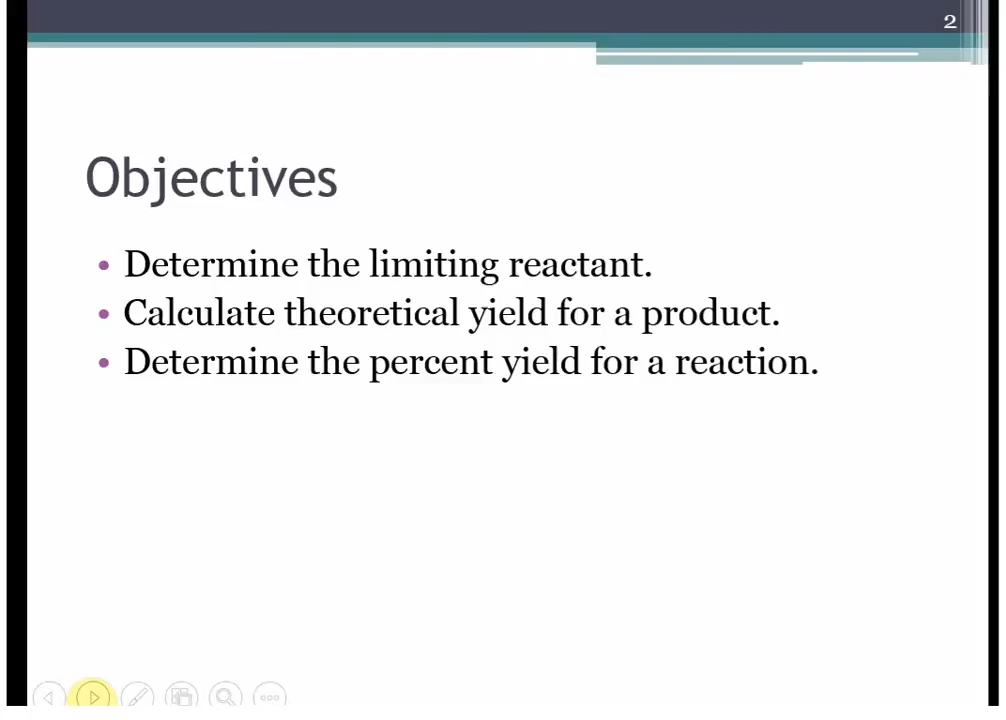 2
Objectives
• Determine the limiting reactant.
• Calculate theoretical yield for a product.
• Determine the percent yield for a reaction.